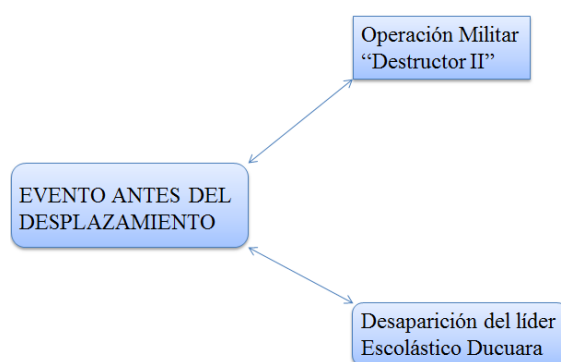 Operación Militar
“Destructor II”
EVENTO ANTES DEL
DESPLAZAMIENTO
Desaparición del líder
Escolástico Ducuara